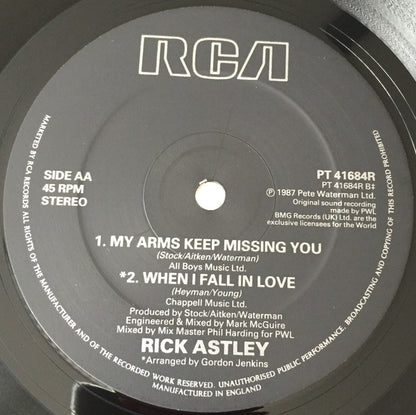 RCA
SIDE AA
45 RPM
STEREO
PT 41684R
PT 41684R B‡
Ⓟ 1987 Pete Waterman Ltd.
Original sound recording
made by PWL
BMG Records (UK) Ltd. are the
exclusive licensees for the World
1. MY ARMS KEEP MISSING YOU
(Stock/Aitken/Waterman)
All Boys Music Ltd.
*2. WHEN I FALL IN LOVE
(Heyman/Young)
Chappell Music Ltd.
Produced by Stock/Aitken/Waterman
Engineered & Mixed by Mark McGuire
Mixed by Mix Master Phil Harding for PWL
RICK ASTLEY
*Arranged by Gordon Jenkins
MARKETED BY RCA RECORDS ALL RIGHTS OF THE MANUFACTURER AND OF THE RECORDED WORK RESERVED. UNAUTHORISED PUBLIC PERFORMANCE, BROADCASTING AND COPYING OF THIS RECORD PROHIBITED
MANUFACTURED IN ENGLAND